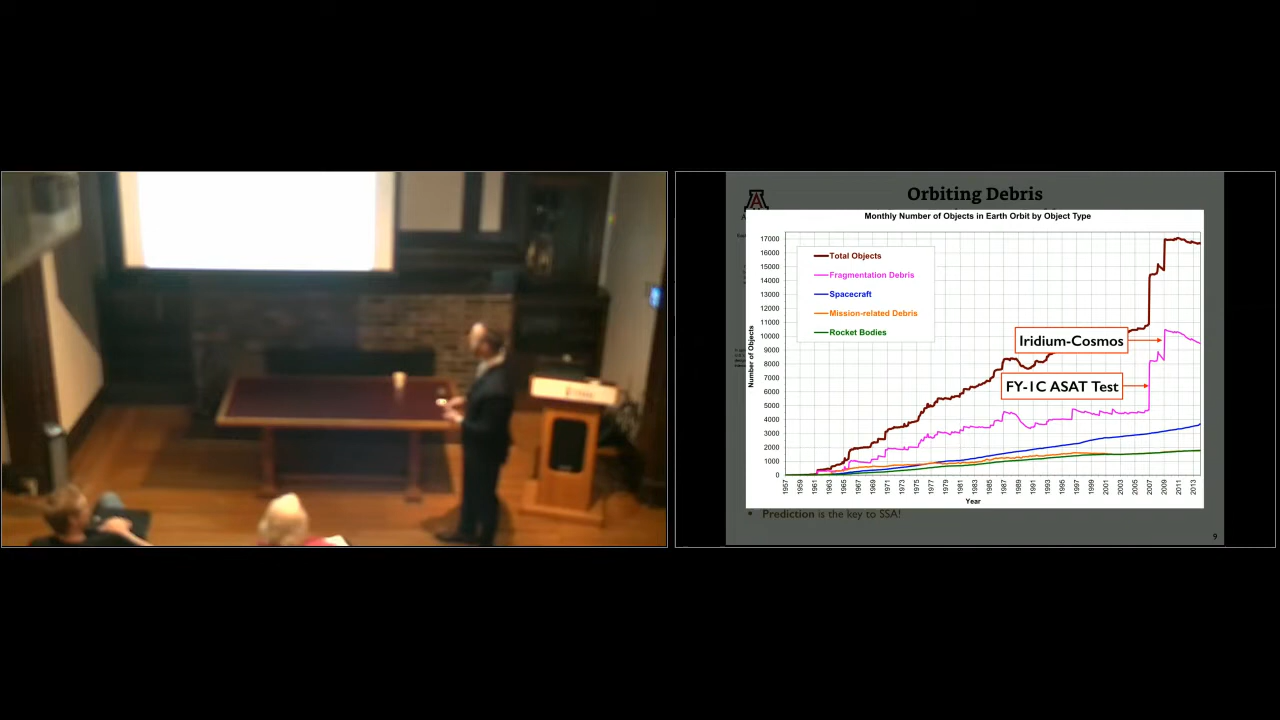 Orbiting Debris
Monthly Number of Objects in Earth Orbit by Object Type
Number of Objects
17000
16000
15000
14000
13000
12000
11000
10000
9000
8000
7000
6000
5000
4000
3000
2000
1000
0
Total Objects
Fragmentation Debris
Spacecraft
Mission-related Debris
Rocket Bodies
Iridium-Cosmos
FY-1C ASAT Test
1957 1959 1961 1963 1965 1967 1969 1971 1973 1975 1977 1979 1981 1983 1985 1987 1989 1991 1993 1995 1997 1999 2001 2003 2005 2007 2009 2011 2013
Year
• Prediction is the key to SSA!
9